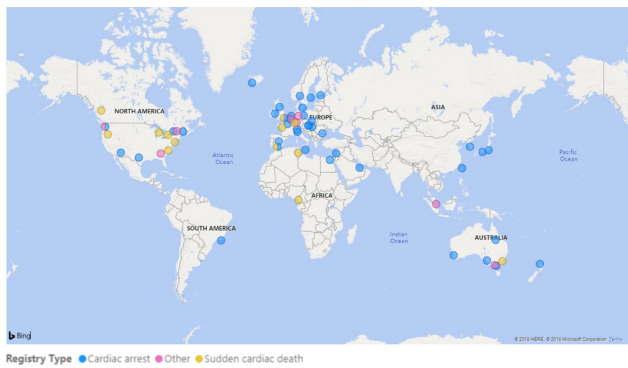 NORTH AMERICA
EUROPE
ASIA
Atlantic
Ocean
Pacific
Ocean
AFRICA
SOUTH AMERICA
Indian
Ocean
AUSTRALIA
Bing
© 2019 HERE, © 2019 Microsoft Corporation Terms
Registry Type Cardiac arrest Other Sudden cardiac death